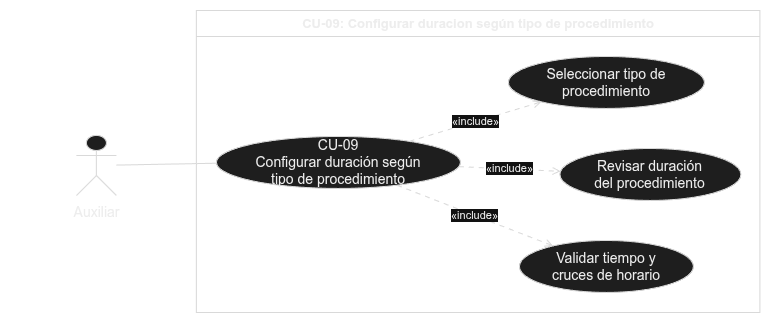 CU-09: Configurar duracion según tipo de procedimiento
Seleccionar tipo de
procedimiento
«include»
CU-09
Configurar duración según
tipo de procedimiento
«include»
Revisar duración
del procedimiento
«include»
Auxiliar
Validar tiempo y
cruces de horario